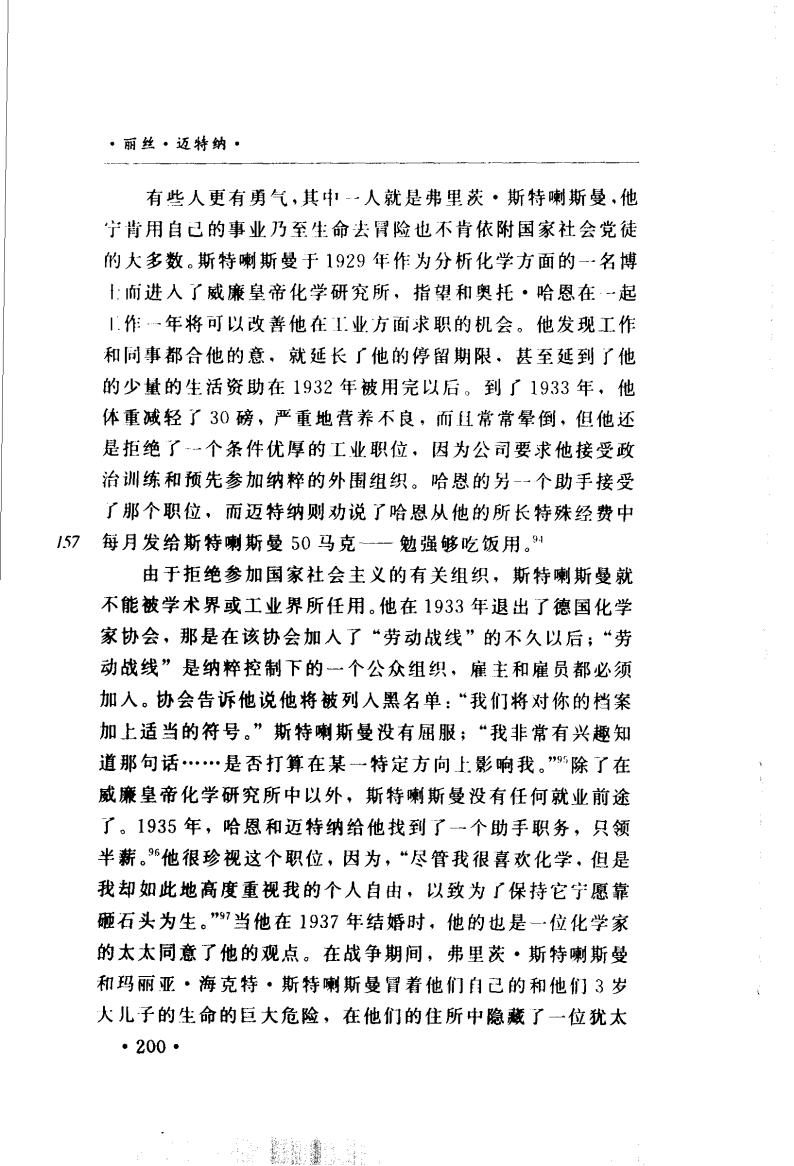 ·丽丝·迈特纳·
有些人更有勇气,其中一人就是弗里茨·斯特喇斯曼,他
宁肯用自己的事业乃至生命去冒险也不肯依附国家社会党徒
的大多数。斯特喇斯曼于1929年作为分析化学方面的一名博
士而进入了威廉皇帝化学研究所,指望和奥托·哈恩在一起
工作一年将可以改善他在工业方面求职的机会。他发现工作
和同事都合他的意,就延长了他的停留期限,甚至延到了他
的少量的生活资助在1932年被用完以后。到了1933年,他
体重减轻了30磅,严重地营养不良,而且常常晕倒,但他还
是拒绝了一个条件优厚的工业职位,因为公司要求他接受政
治训练和预先参加纳粹的外围组织。哈恩的另一个助手接受
了那个职位,而迈特纳则劝说了哈恩从他的所长特殊经费中
157 每月发给斯特喇斯曼50马克——勉强够吃饭用。94
由于拒绝参加国家社会主义的有关组织,斯特喇斯曼就
不能被学术界或工业界所任用。他在1933年退出了德国化学
家协会,那是在该协会加入了“劳动战线”的不久以后;“劳
动战线”是纳粹控制下的一个公众组织,雇主和雇员都必须
加入。协会告诉他说他将被列入黑名单:“我们将对你的档案
加上适当的符号。”斯特喇斯曼没有屈服;“我非常有兴趣知
道那句话……是否打算在某一特定方向上影响我。”95除了在
威廉皇帝化学研究所中以外,斯特喇斯曼没有任何就业前途
了。1935年,哈恩和迈特纳给他找到了一个助手职务,只领
半薪。96他很珍视这个职位,因为,“尽管我很喜欢化学,但是
我却如此地高度重视我的个人自由,以致为了保持它宁愿靠
砸石头为生。”97当他在1937年结婚时,他的也是一位化学家
的太太同意了他的观点。在战争期间,弗里茨·斯特喇斯曼
和玛丽亚·海克特·斯特喇斯曼冒着他们自己的和他们3岁
大儿子的生命的巨大危险,在他们的住所中隐藏了一位犹太
·200·